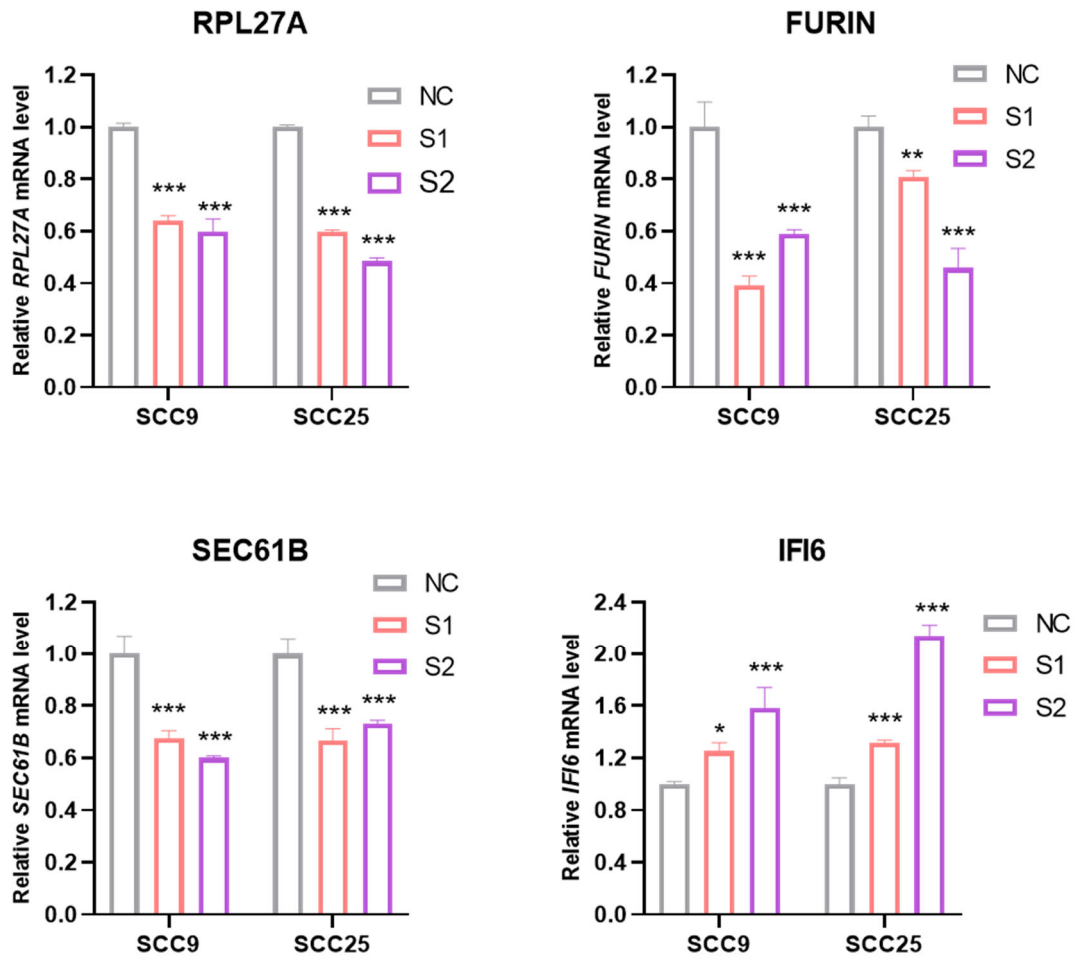 RPL27A
Relative RPL27A mRNA level
1.2
1.0
0.8
0.6
0.4
0.2
0.0
NC
S1
S2
***
***
***
***
SCC9 SCC25
FURIN
Relative FURIN mRNA level
1.2
1.0
0.8
0.6
0.4
0.2
0.0
NC
S1
S2
***
***
**
***
SCC9 SCC25
SEC61B
Relative SEC61B mRNA level
1.2
1.0
0.8
0.6
0.4
0.2
0.0
NC
S1
S2
***
***
***
***
SCC9 SCC25
IFI6
Relative IFI6 mRNA level
2.4
2.0
1.6
1.2
0.8
0.4
0.0
NC
S1
S2
*
***
***
***
SCC9 SCC25